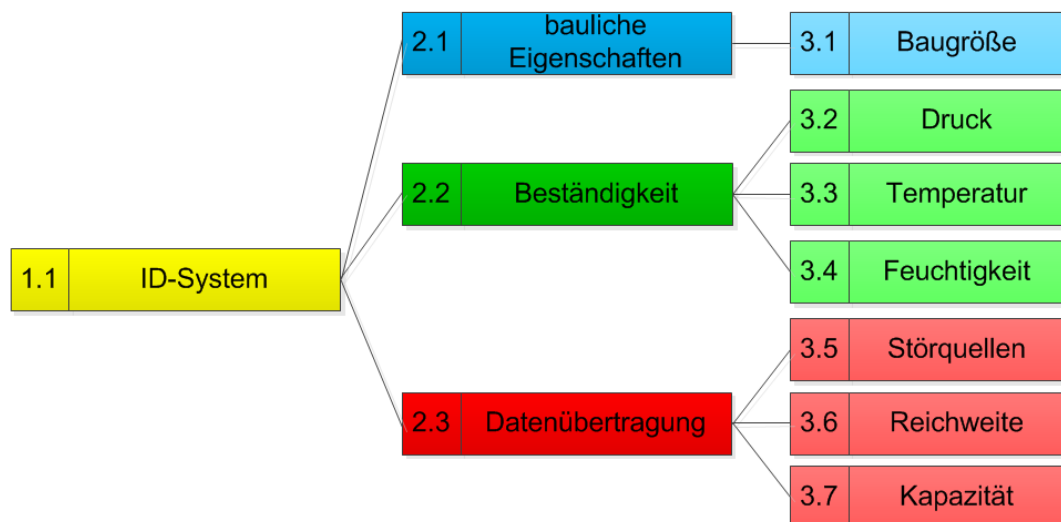 1.1 ID-System
2.1 bauliche
Eigenschaften
3.1 Baugröße
2.2 Beständigkeit
3.2 Druck
3.3 Temperatur
3.4 Feuchtigkeit
2.3 Datenübertragung
3.5 Störquellen
3.6 Reichweite
3.7 Kapazität